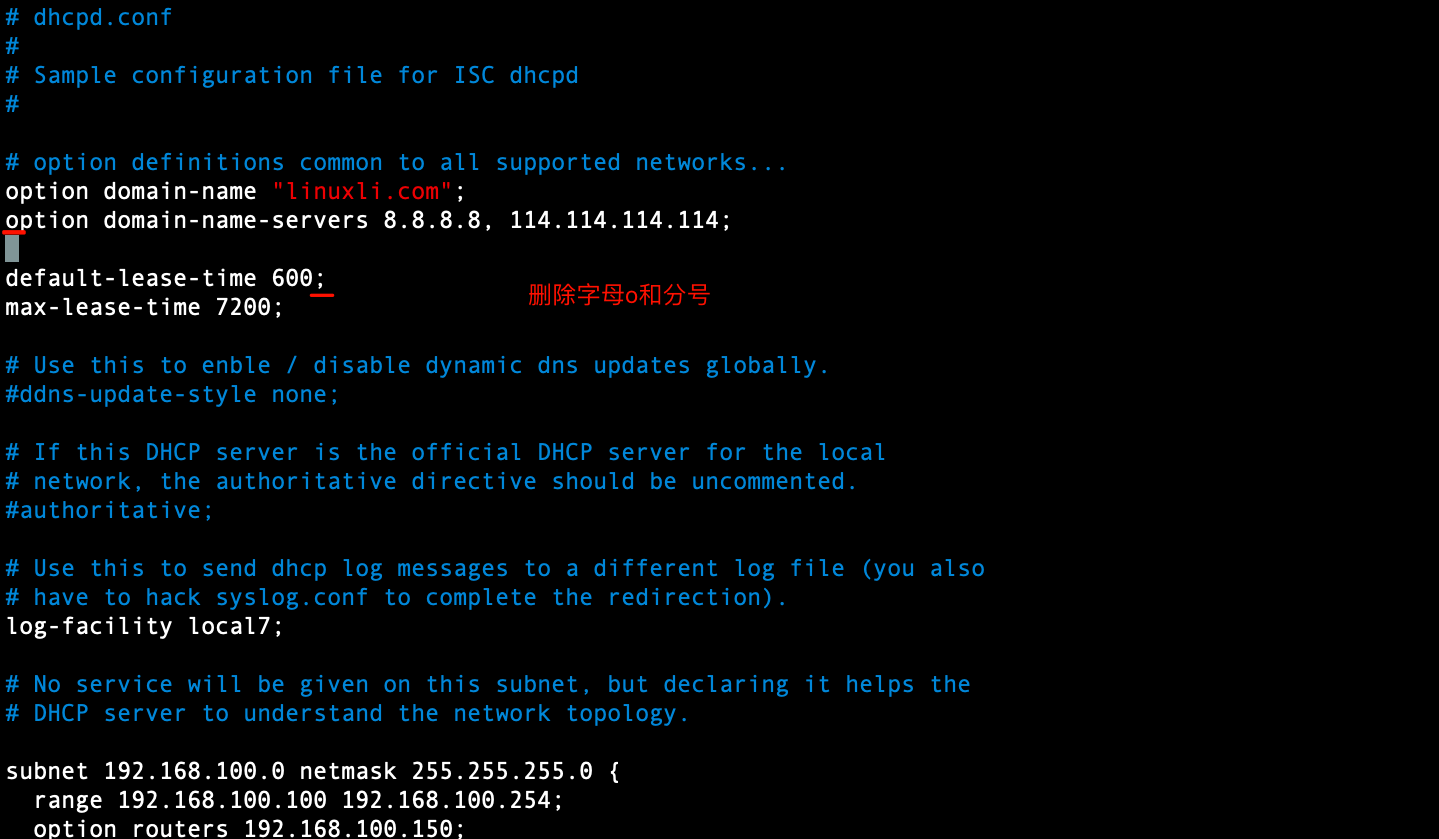 # dhcpd.conf
#
# Sample configuration file for ISC dhcpd
#
# option definitions common to all supported networks...
option domain-name "linuxli.com";
option domain-name-servers 8.8.8.8, 114.114.114.114;
default-lease-time 600;
删除字母o和分号
max-lease-time 7200;
# Use this to enble / disable dynamic dns updates globally.
#ddns-update-style none;
# If this DHCP server is the official DHCP server for the local
# network, the authoritative directive should be uncommented.
#authoritative;
# Use this to send dhcp log messages to a different log file (you also
# have to hack syslog.conf to complete the redirection).
log-facility local7;
# No service will be given on this subnet, but declaring it helps the
# DHCP server to understand the network topology.
subnet 192.168.100.0 netmask 255.255.255.0 {
  range 192.168.100.100 192.168.100.254;
  option routers 192.168.100.150;